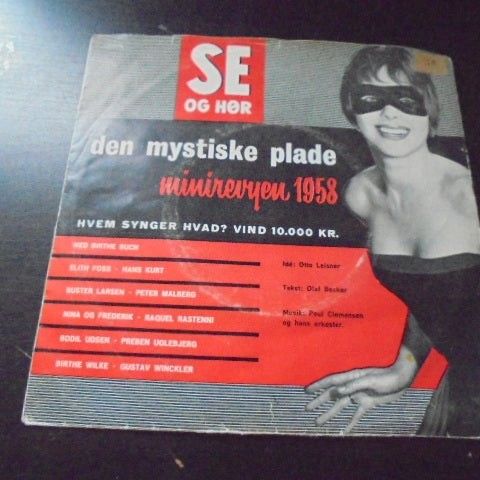 SE
OG HØR
den mystiske plade
minirevyen 1958
HVEM SYNGER HVAD? VIND 10.000 KR.
MED BIRTHE BUCH
ELITH FOSS - HANS KURT
BUSTER LARSEN - PETER MALBERG
NINA OG FREDERIK - RAQUEL RASTENNI
BODIL UDSEN - PREBEN UGLEBJERG
BIRTHE WILKE - GUSTAV WINCKLER
Idé: Otto Leisner
Tekst: Olaf Becker
Musik: Poul Clemensen
og hans orkester.